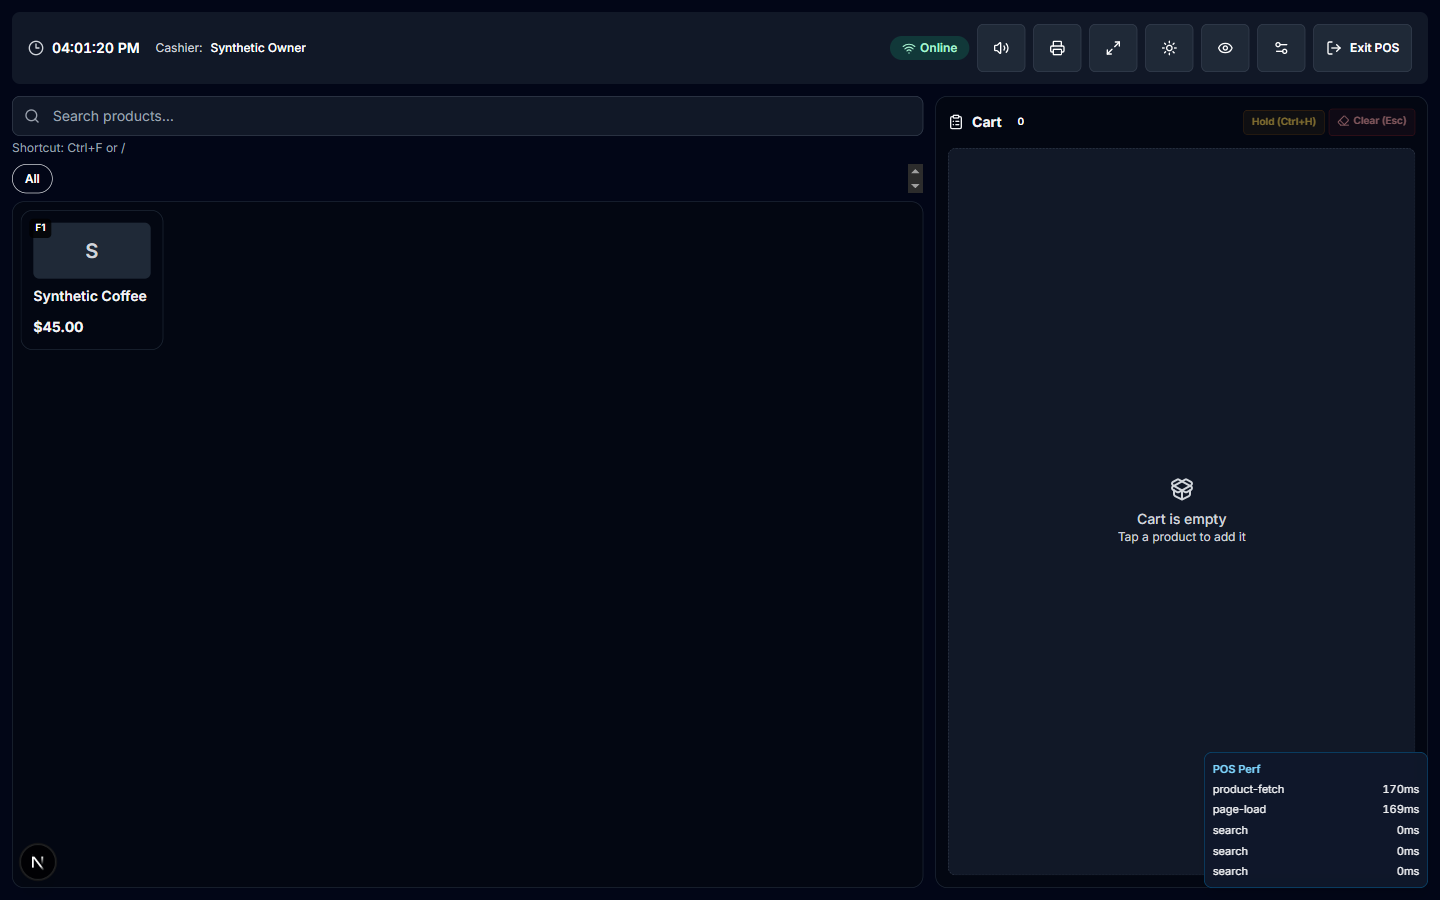 04:01:20 PM Cashier: Synthetic Owner
Online
Exit POS
Search products...
Shortcut: Ctrl+F or /
All
F1
S
Synthetic Coffee
$45.00
Cart 0
Hold (Ctrl+H)
Clear (Esc)
Cart is empty
Tap a product to add it
POS Perf
product-fetch 170ms
page-load 169ms
search 0ms
search 0ms
search 0ms
N